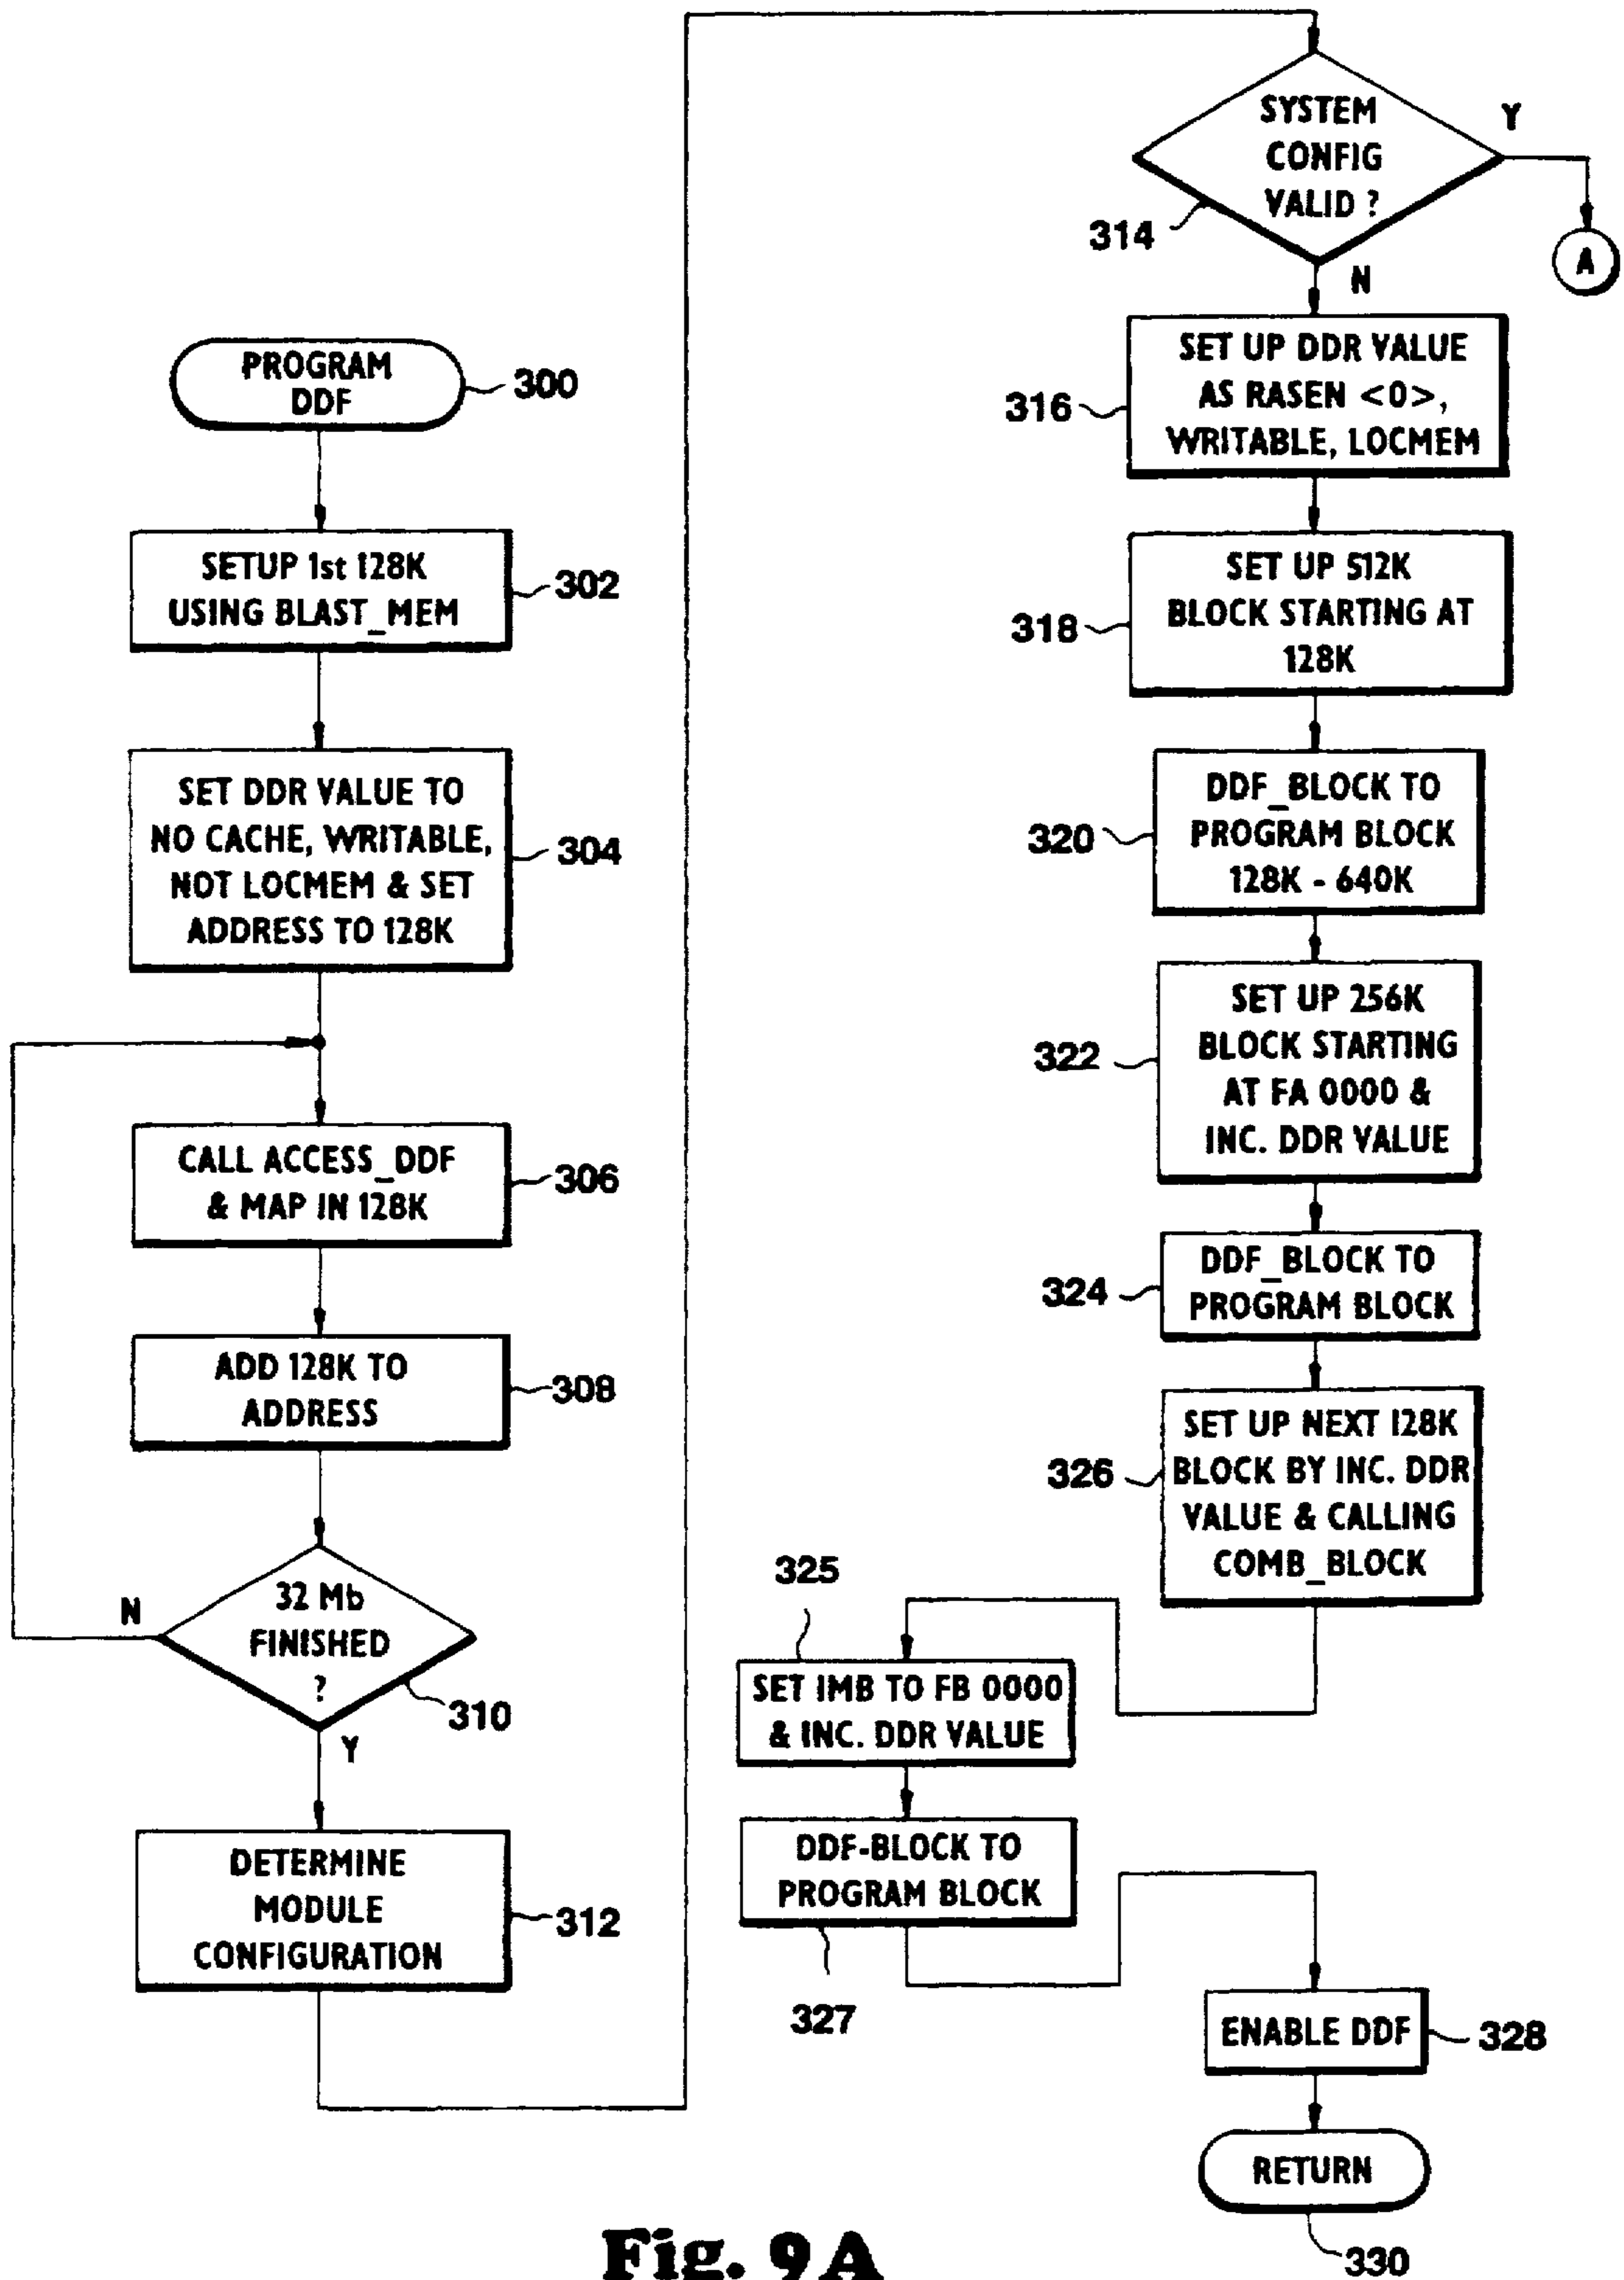 PROGRAM
DDF
300
SETUP 1st 128K
USING BLAST_MEM
302
SET DDR VALUE TO
NO CACHE, WRITABLE,
NOT LOCMEM & SET
ADDRESS TO 128K
304
CALL ACCESS_DDF
& MAP IN 128K
306
ADD 128K TO
ADDRESS
308
32 Mb
FINISHED
?
N
310
Y
DETERMINE
MODULE
CONFIGURATION
312
SYSTEM
CONFIG
VALID ?
Y
314
A
N
SET UP DDR VALUE
AS RASEN <0>,
WRITABLE, LOCMEM
316
SET UP 512K
BLOCK STARTING AT
128K
318
DDF_BLOCK TO
PROGRAM BLOCK
128K - 640K
320
SET UP 256K
BLOCK STARTING
AT FA 0000 &
INC. DDR VALUE
322
DDF_BLOCK TO
PROGRAM BLOCK
324
SET UP NEXT 128K
BLOCK BY INC. DDR
VALUE & CALLING
COMB_BLOCK
326
325
SET IMB TO FB 0000
& INC. DDR VALUE
DDF-BLOCK TO
PROGRAM BLOCK
327
ENABLE DDF
328
RETURN
330
Fig. 9A